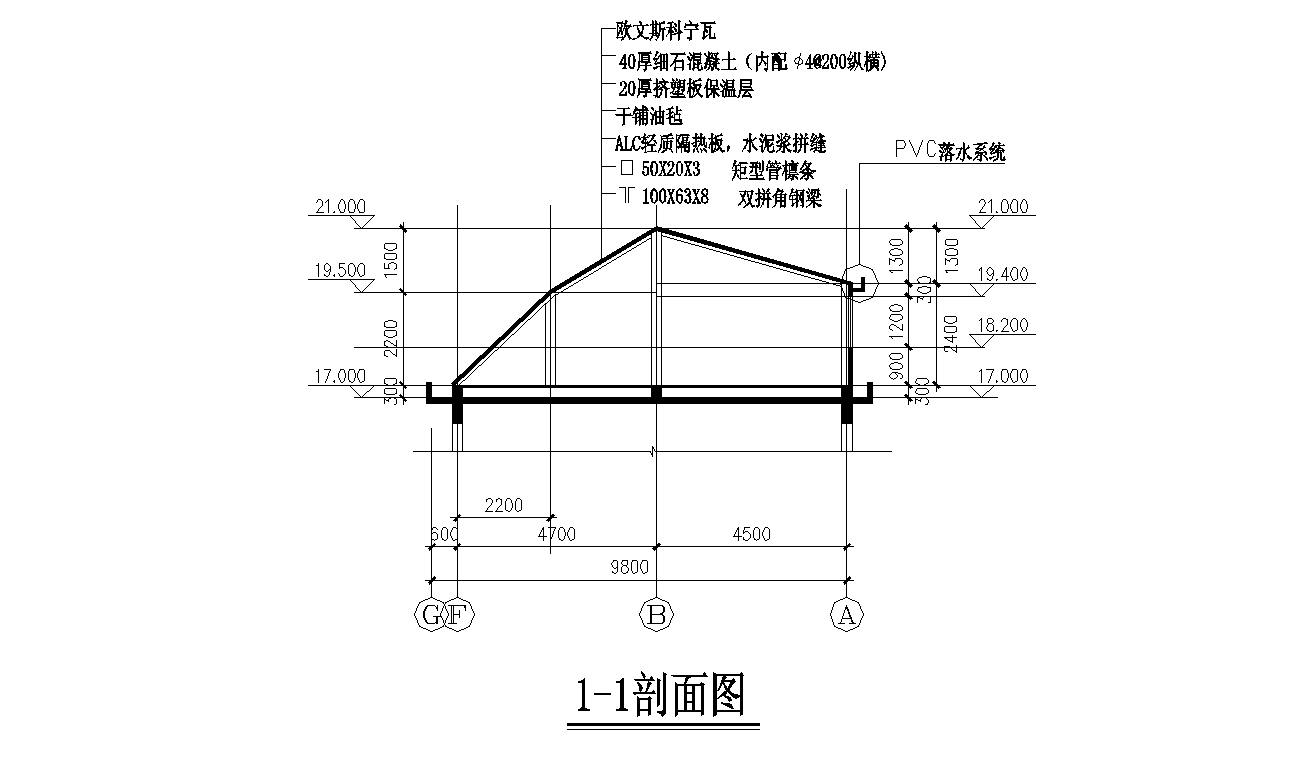 欧文斯科宁瓦
40厚细石混凝土（内配 φ4@200纵横)
20厚挤塑板保温层
干铺油毡
ALC轻质隔热板，水泥浆拼缝
PVC落水系统
50X20X3 矩型管檩条
100X63X8 双拼角钢梁
21.000
21.000
1500
1300
1300
19.500
19.400
300
2200
1200
18.200
2400
900
17.000
17.000
300
300
2200
600
4700
4500
9800
G
F
B
A
1-1剖面图